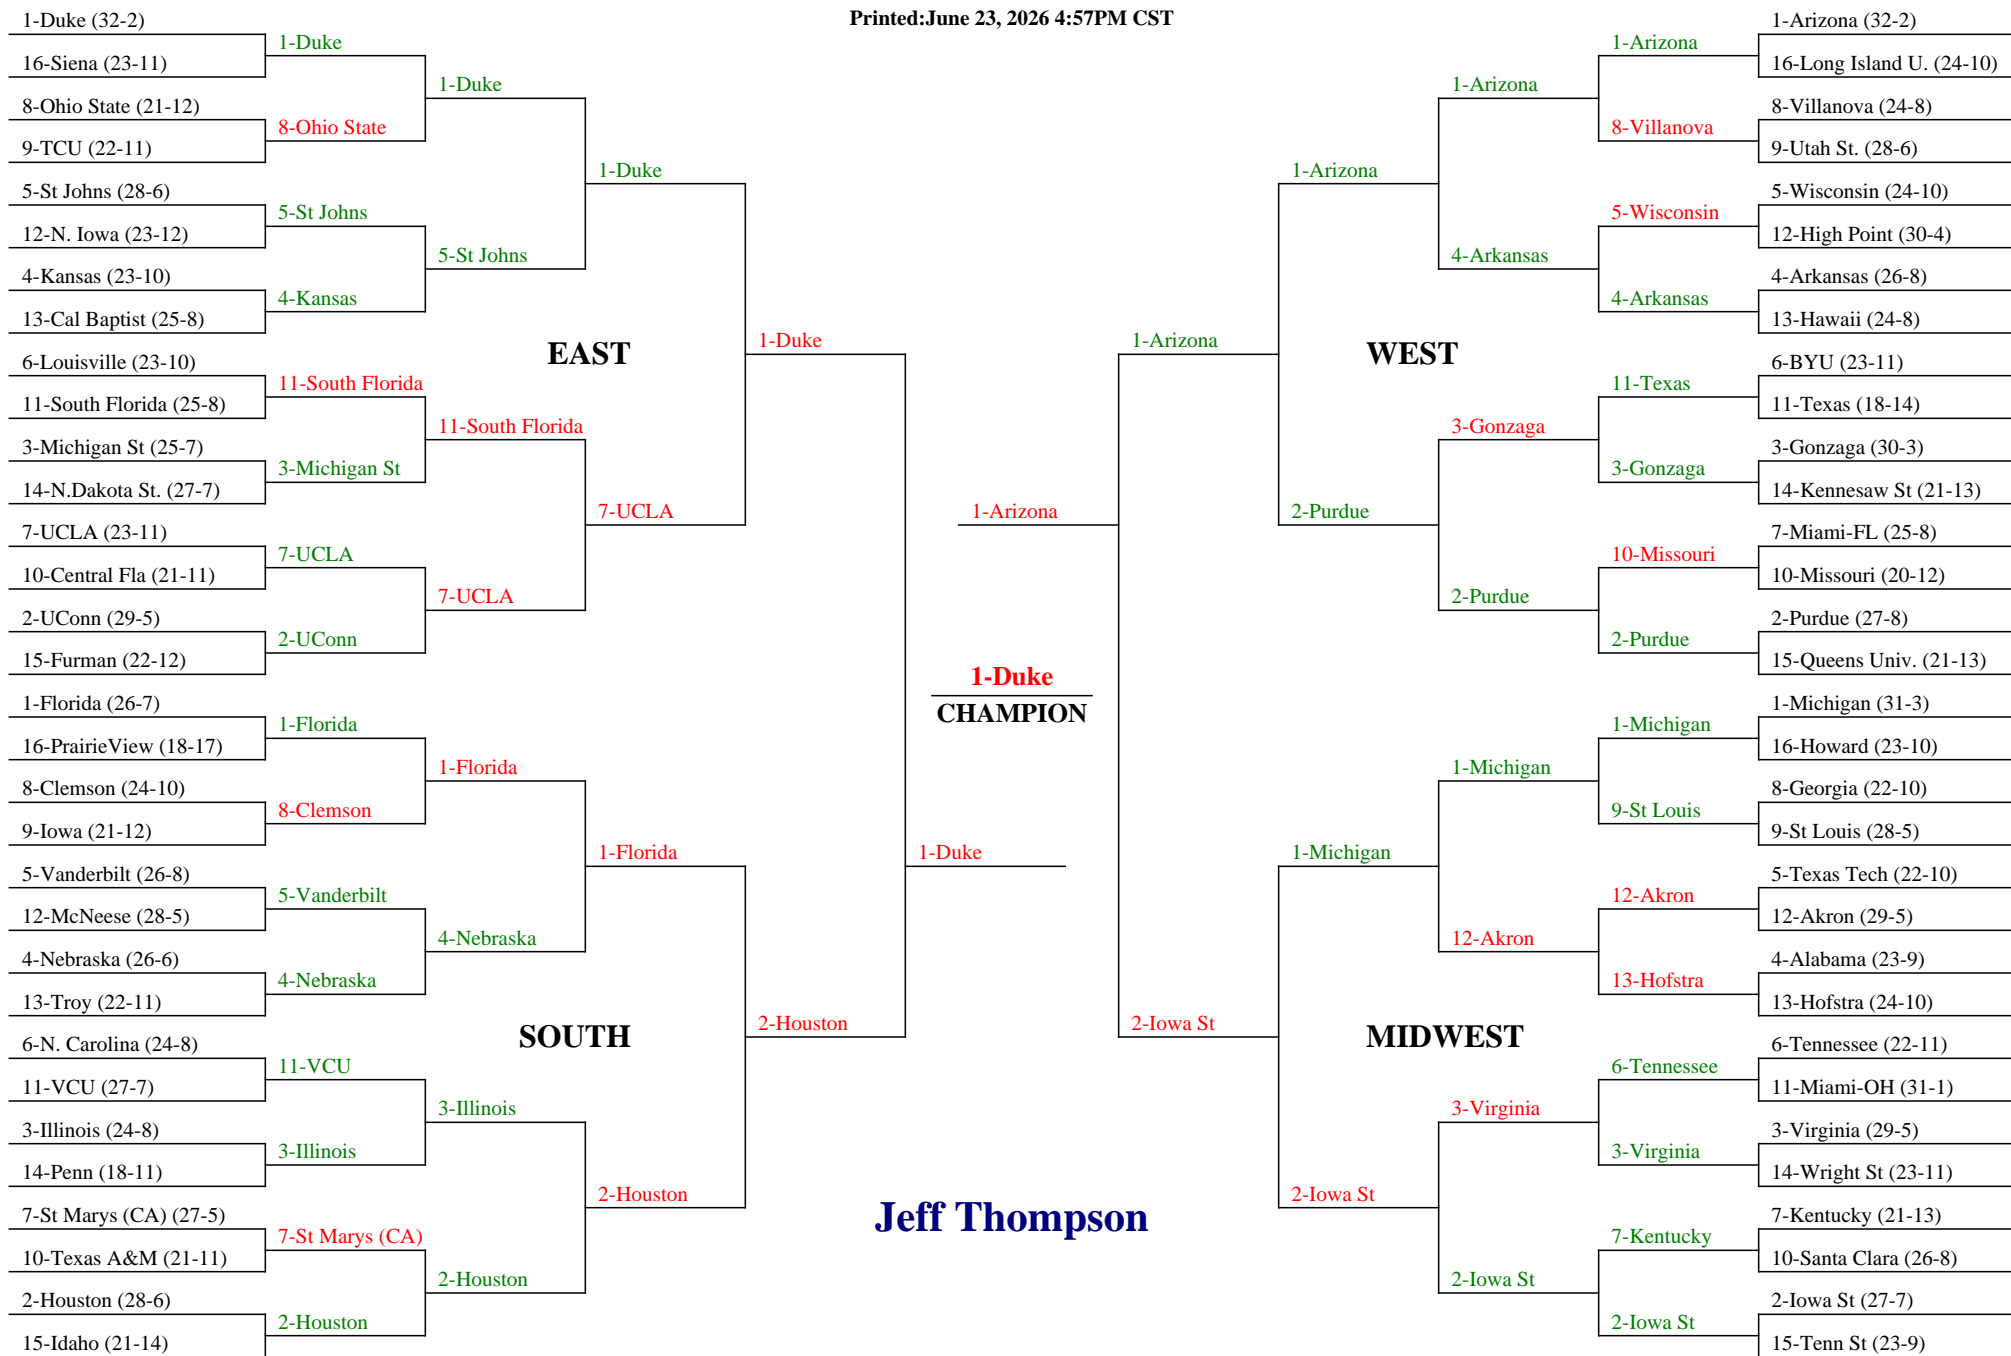 Printed:June 23, 2026 4:57PM CST
1-Duke (32-2)
16-Siena (23-11)
8-Ohio State (21-12)
9-TCU (22-11)
5-St Johns (28-6)
12-N. Iowa (23-12)
4-Kansas (23-10)
13-Cal Baptist (25-8)
6-Louisville (23-10)
11-South Florida (25-8)
3-Michigan St (25-7)
14-N.Dakota St. (27-7)
7-UCLA (23-11)
10-Central Fla (21-11)
2-UConn (29-5)
15-Furman (22-12)
1-Florida (26-7)
16-PrairieView (18-17)
8-Clemson (24-10)
9-Iowa (21-12)
5-Vanderbilt (26-8)
12-McNeese (28-5)
4-Nebraska (26-6)
13-Troy (22-11)
6-N. Carolina (24-8)
11-VCU (27-7)
3-Illinois (24-8)
14-Penn (18-11)
7-St Marys (CA) (27-5)
10-Texas A&M (21-11)
2-Houston (28-6)
15-Idaho (21-14)
1-Duke
8-Ohio State
5-St Johns
4-Kansas
11-South Florida
3-Michigan St
7-UCLA
2-UConn
1-Florida
8-Clemson
5-Vanderbilt
4-Nebraska
11-VCU
3-Illinois
7-St Marys (CA)
2-Houston
1-Duke
5-St Johns
11-South Florida
7-UCLA
1-Florida
4-Nebraska
3-Illinois
2-Houston
EAST
SOUTH
1-Duke
7-UCLA
1-Florida
2-Houston
1-Duke
2-Houston
1-Duke
1-Arizona
1-Duke
CHAMPION
Jeff Thompson
1-Arizona
2-Iowa St
1-Arizona
2-Purdue
1-Michigan
2-Iowa St
WEST
MIDWEST
1-Arizona
4-Arkansas
3-Gonzaga
2-Purdue
1-Michigan
12-Akron
3-Virginia
2-Iowa St
1-Arizona
8-Villanova
5-Wisconsin
4-Arkansas
11-Texas
3-Gonzaga
10-Missouri
2-Purdue
1-Michigan
9-St Louis
12-Akron
13-Hofstra
6-Tennessee
3-Virginia
7-Kentucky
2-Iowa St
1-Arizona (32-2)
16-Long Island U. (24-10)
8-Villanova (24-8)
9-Utah St. (28-6)
5-Wisconsin (24-10)
12-High Point (30-4)
4-Arkansas (26-8)
13-Hawaii (24-8)
6-BYU (23-11)
11-Texas (18-14)
3-Gonzaga (30-3)
14-Kennesaw St (21-13)
7-Miami-FL (25-8)
10-Missouri (20-12)
2-Purdue (27-8)
15-Queens Univ. (21-13)
1-Michigan (31-3)
16-Howard (23-10)
8-Georgia (22-10)
9-St Louis (28-5)
5-Texas Tech (22-10)
12-Akron (29-5)
4-Alabama (23-9)
13-Hofstra (24-10)
6-Tennessee (22-11)
11-Miami-OH (31-1)
3-Virginia (29-5)
14-Wright St (23-11)
7-Kentucky (21-13)
10-Santa Clara (26-8)
2-Iowa St (27-7)
15-Tenn St (23-9)